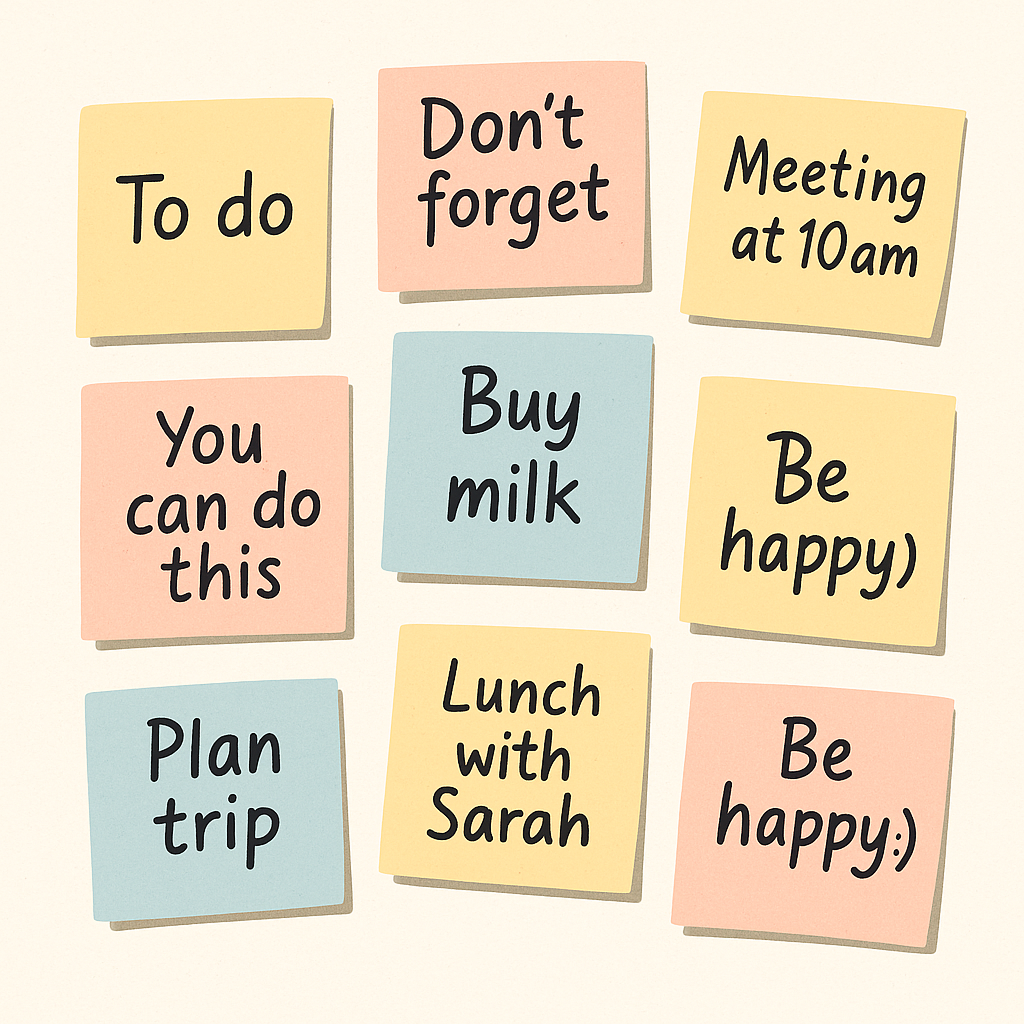 To do
Don't
forget
Meeting
at 10am
You
can do
this
Buy
milk
Be
happy)
Plan
trip
Lunch
with
Sarah
Be
happy:)